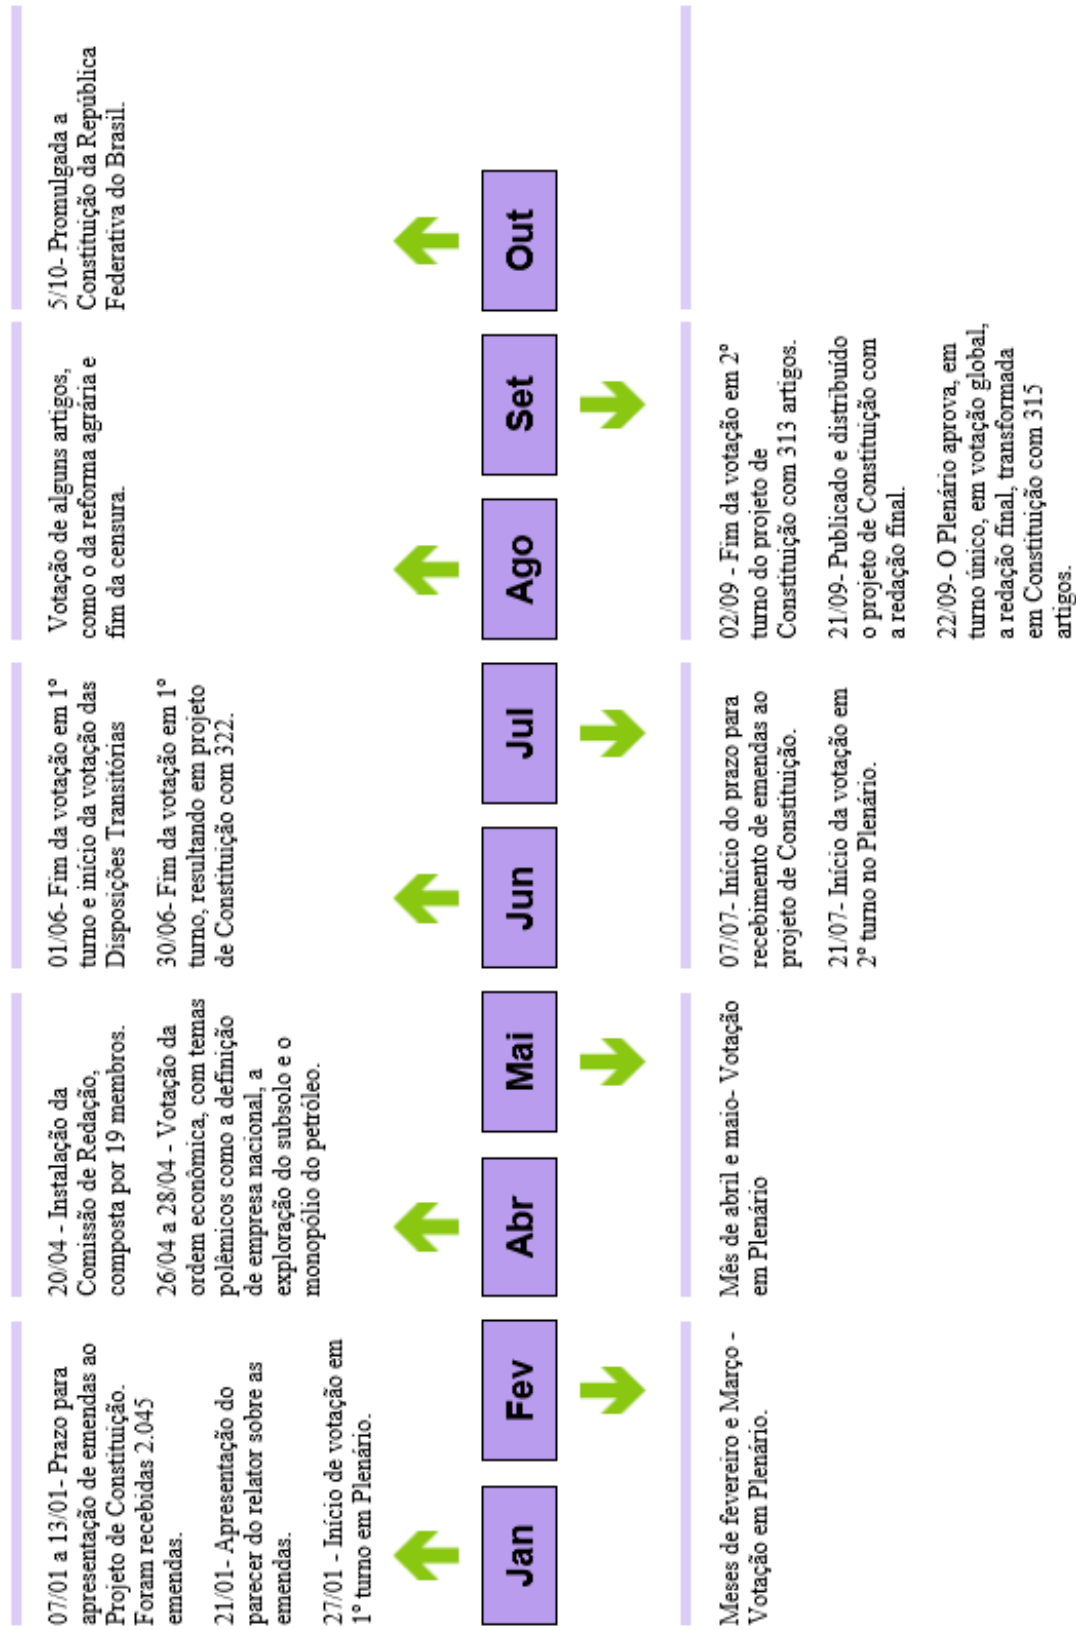 07/01 a 13/01- Prazo para
apresentação de emendas ao
Projeto de Constituição.
Foram recebidas 2.045
emendas.
21/01- Apresentação do
parecer do relator sobre as
emendas.
27/01 - Início de votação em
1º turno em Plenário.
20/04 - Instalação da
Comissão de Redação,
composta por 19 membros.
26/04 a 28/04 - Votação da
ordem econômica, com temas
polêmicos como a definição
de empresa nacional, a
exploração do subsolo e o
monopólio do petróleo.
01/06- Fim da votação em 1º
turno e início da votação das
Disposições Transitórias
30/06- Fim da votação em 1º
turno, resultando em projeto
de Constituição com 322.
Votação de alguns artigos,
como o da reforma agrária e
fim da censura.
5/10- Promulgada a
Constituição da República
Federativa do Brasil.
Jan
Fev
Abr
Mai
Jun
Jul
Ago
Set
Out
Meses de fevereiro e Março -
Votação em Plenário.
Mês de abril e maio- Votação
em Plenário
07/07- Início do prazo para
recebimento de emendas ao
projeto de Constituição.
21/07- Início da votação em
2º turno no Plenário.
02/09 - Fim da votação em 2º
turno do projeto de
Constituição com 313 artigos.
21/09- Publicado e distribuído
o projeto de Constituição com
a redação final.
22/09- O Plenário aprova, em
turno único, em votação global,
a redação final, transformada
em Constituição com 315
artigos.